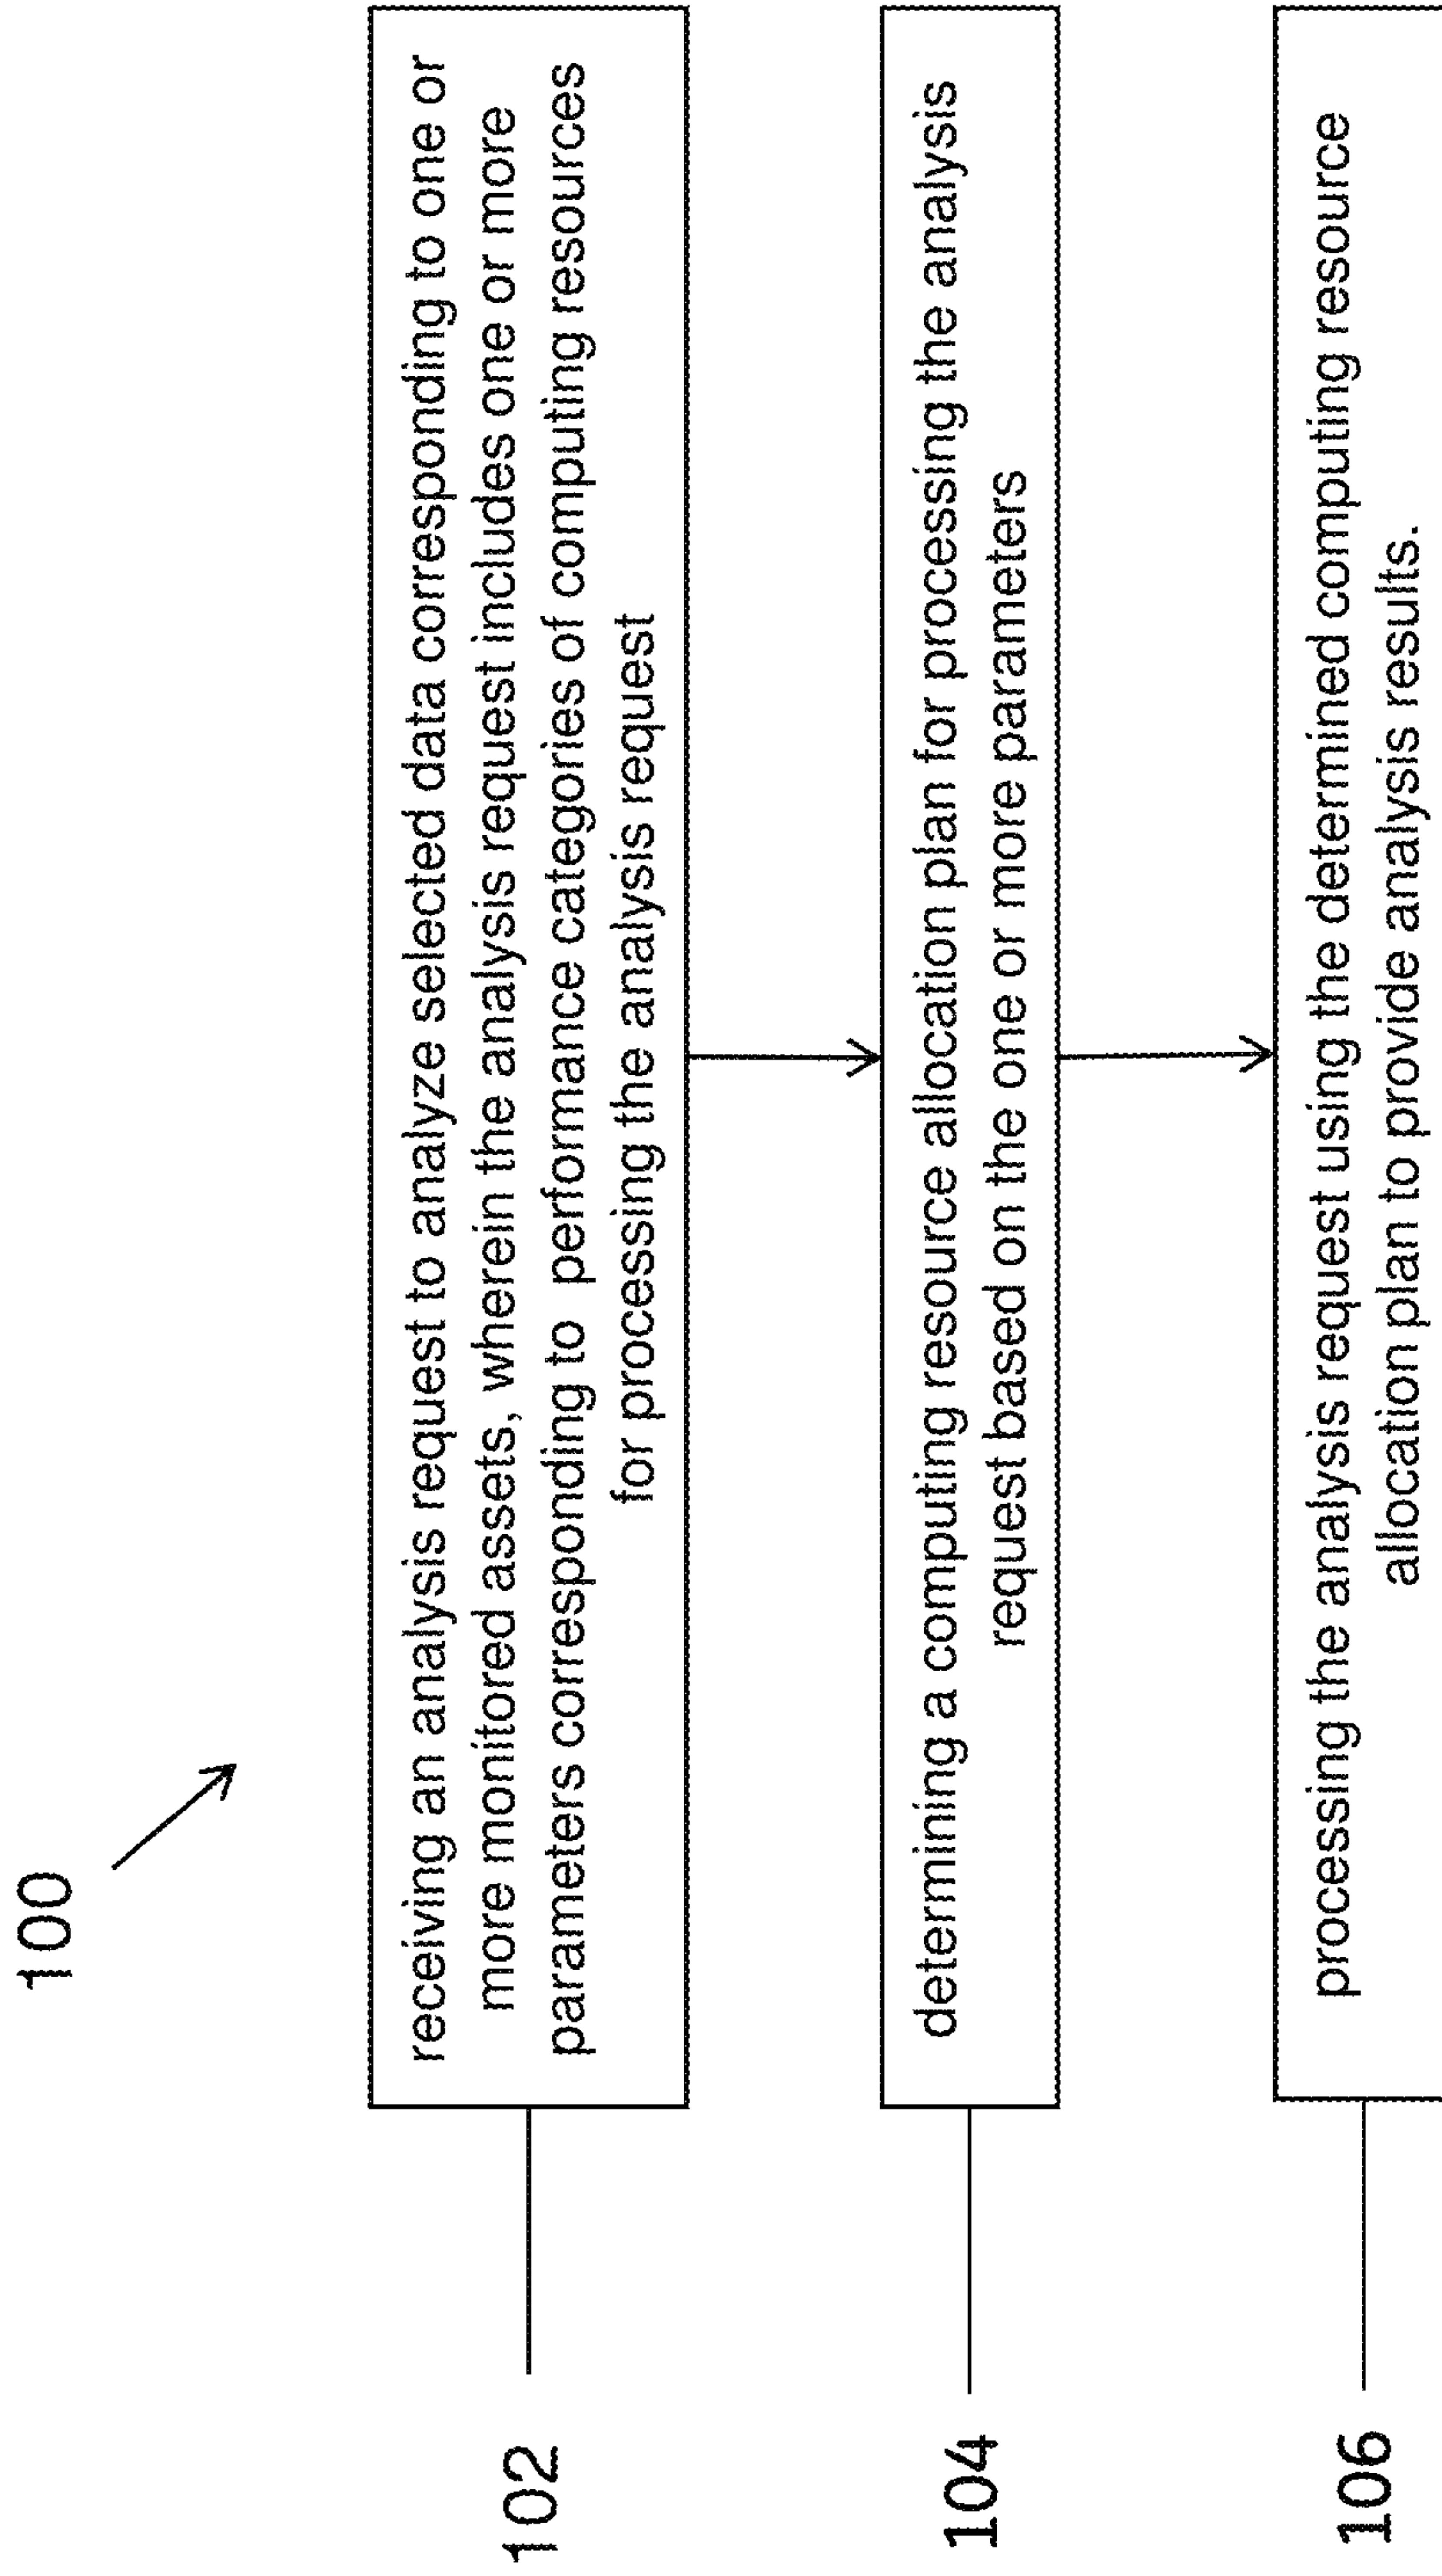 100
102
receiving an analysis request to analyze selected data corresponding to one or
more monitored assets, wherein the analysis request includes one or more
parameters corresponding to performance categories of computing resources
for processing the analysis request
104
determining a computing resource allocation plan for processing the analysis
request based on the one or more parameters
106
processing the analysis request using the determined computing resource
allocation plan to provide analysis results.